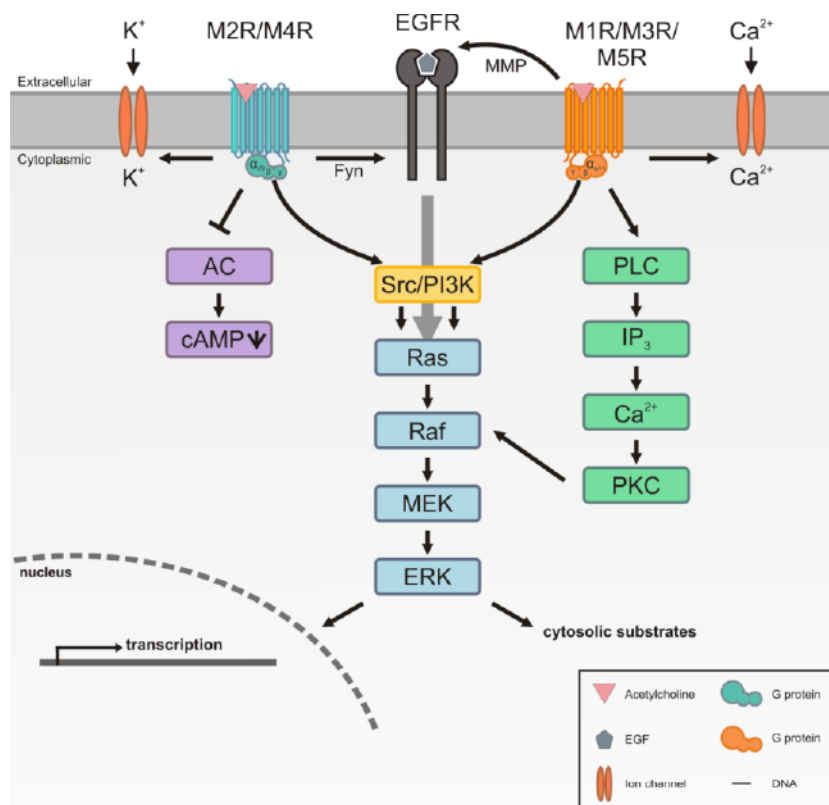 K⁺
M2R/M4R
EGFR
M1R/M3R/
M5R
Ca²⁺
MMP
Extracellular
Cytoplasmic
K⁺
α
β
γ
Fyn
γ
β
α
Ca²⁺
AC
Src/PI3K
PLC
cAMP
Ras
IP₃
Raf
Ca²⁺
MEK
PKC
nucleus
ERK
transcription
cytosolic substrates
Acetylcholine
G protein
EGF
G protein
Ion channel
DNA